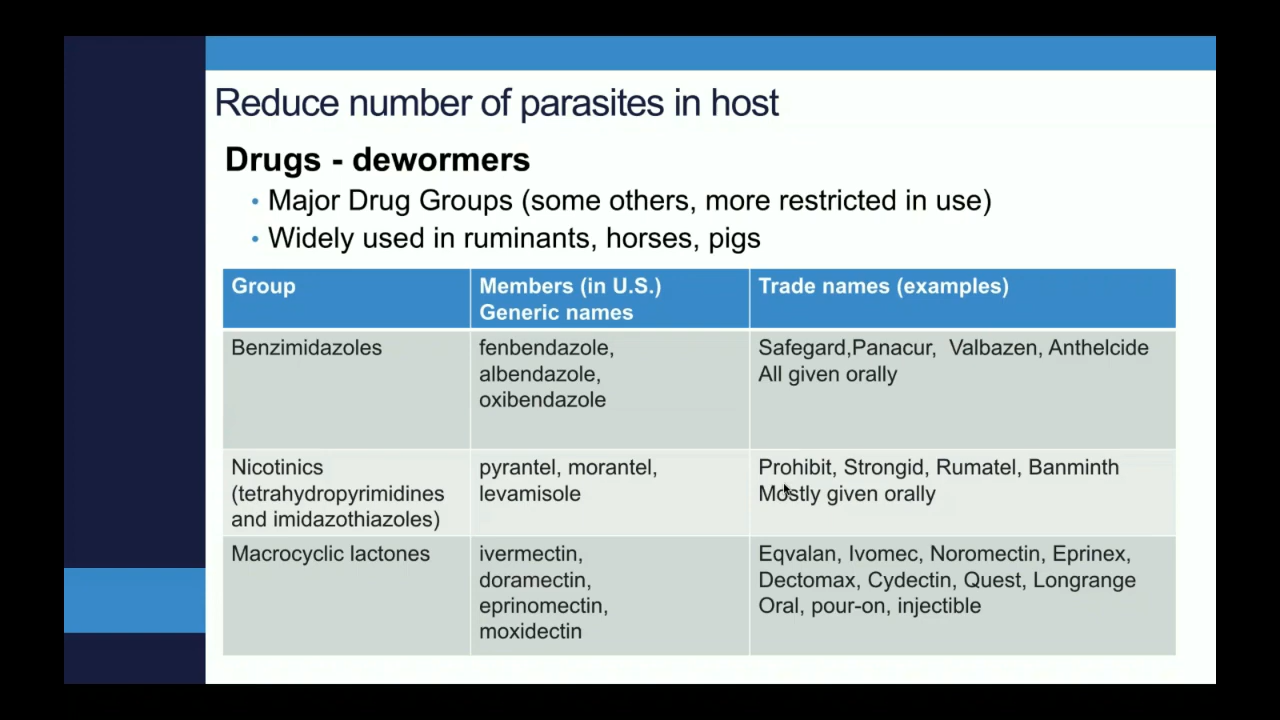 Reduce number of parasites in host
Drugs - dewormers
• Major Drug Groups (some others, more restricted in use)
• Widely used in ruminants, horses, pigs
Group
Members (in U.S.)
Generic names
Trade names (examples)
Benzimidazoles
fenbendazole,
albendazole,
oxibendazole
Safegard,Panacur, Valbazen, Anthelcide
All given orally
Nicotinics
(tetrahydropyrimidines
and imidazothiazoles)
pyrantel, morantel,
levamisole
Prohibit, Strongid, Rumatel, Banminth
Mostly given orally
Macrocyclic lactones
ivermectin,
doramectin,
eprinomectin,
moxidectin
Eqvalan, Ivomec, Noromectin, Eprinex,
Dectomax, Cydectin, Quest, Longrange
Oral, pour-on, injectible